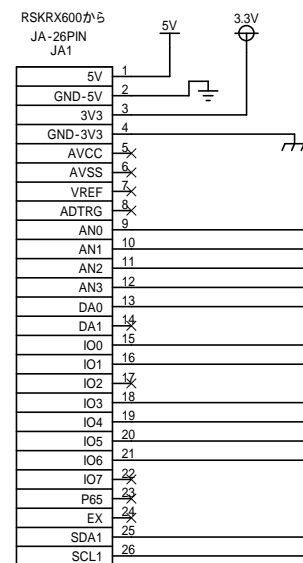 RSKRX600から
JA-26PIN
JA1
5V
3.3V
5V 1
GND-5V 2
3V3 3
GND-3V3 4
AVCC 5
AVSS 6
VREF 7
ADTRG 8
AN0 9
AN1 10
AN2 11
AN3 12
DA0 13
DA1 14
IO0 15
IO1 16
IO2 17
IO3 18
IO4 19
IO5 20
IO6 21
IO7 22
P65 23
EX 24
SDA1 25
SCL1 26